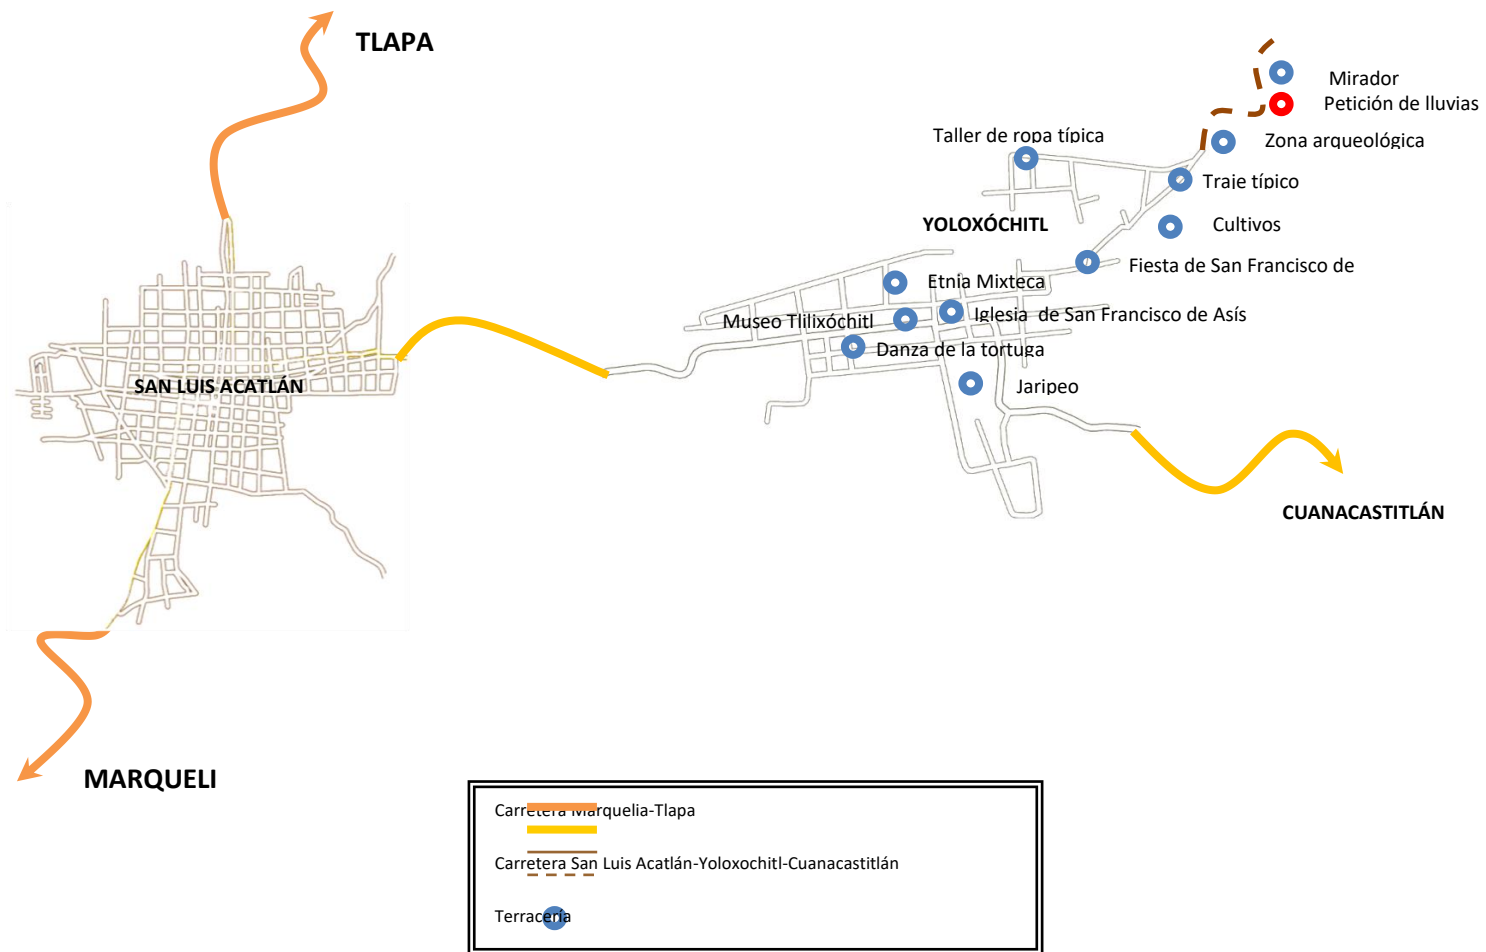 TLAPA
Mirador
Petición de lluvias
Taller de ropa típica
Zona arqueológica
Traje típico
YOLOXÓCHITL
Cultivos
Fiesta de San Francisco de
Etnia Mixteca
Museo Tlilixóchitl
Iglesia de San Francisco de Asís
Danza de la tortuga
SAN LUIS ACATLÁN
Jaripeo
CUANACASTITLÁN
MARQUELI
Carretera Marquelia-Tlapa
Carretera San Luis Acatlán-Yoloxochitl-Cuanacastitlán
Terracería